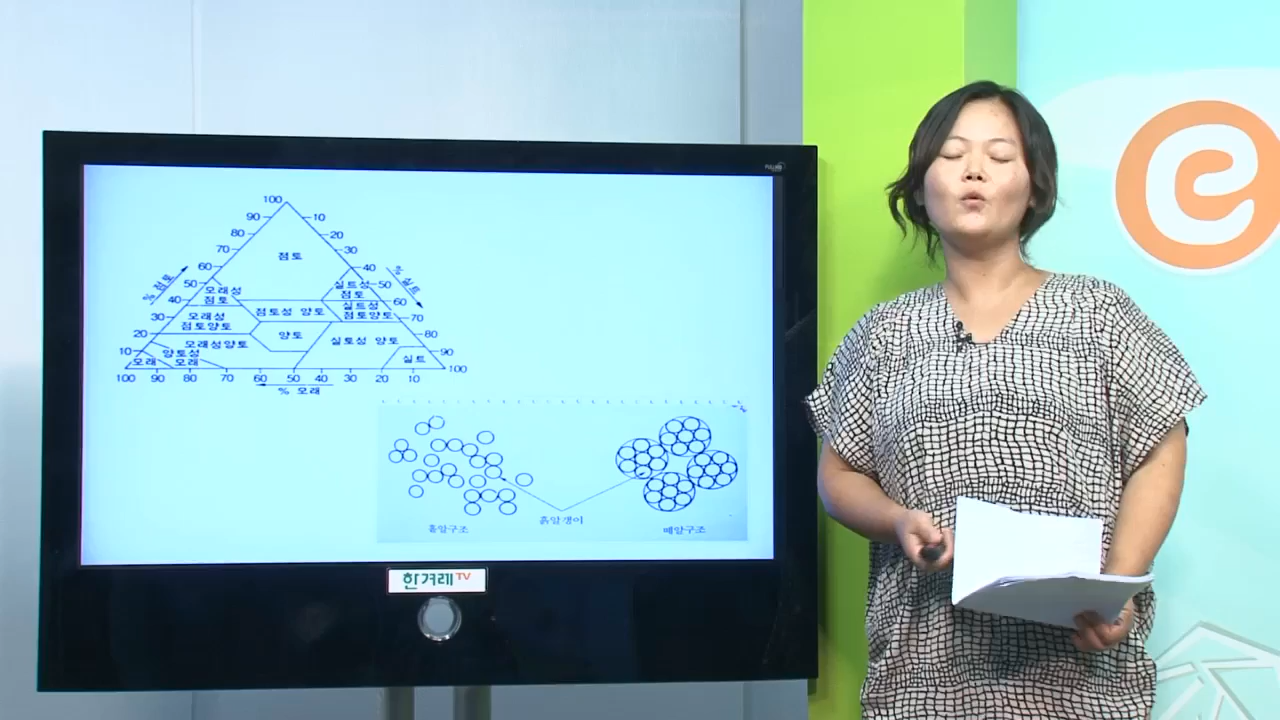 FULL HD
100
90
10
80
20
70
점토
30
60
40
% 점토
% 실트
50
모래성
점토
실트성
점토
50
40
점토성 양토
실트성
점토양토
60
30
모래성
점토양토
70
20
모래성양토
양토
실토성 양토
80
10
양토성
모래
모래
실트
90
100
90
80
70
60
50
40
30
20
10
100
% 모래
흙알갱이
홑알구조
떼알구조
한겨레TV
e